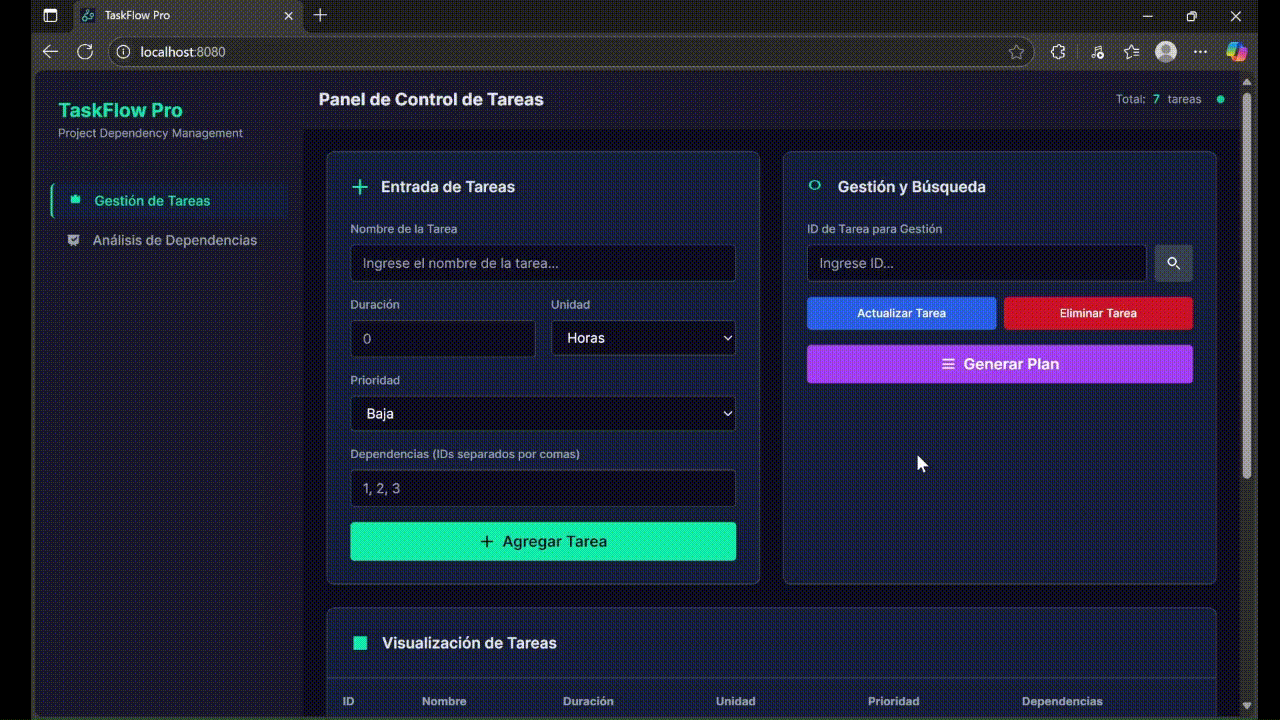 TaskFlow Pro
localhost:8080
TaskFlow Pro
Project Dependency Management
Gestión de Tareas
Análisis de Dependencias
Panel de Control de Tareas
Total: 7 tareas
Entrada de Tareas
Nombre de la Tarea
Ingrese el nombre de la tarea...
Duración
Unidad
0
Horas
Prioridad
Baja
Dependencias (IDs separados por comas)
1, 2, 3
Agregar Tarea
Gestión y Búsqueda
ID de Tarea para Gestión
Ingrese ID...
Actualizar Tarea
Eliminar Tarea
Generar Plan
Visualización de Tareas
ID Nombre Duración Unidad Prioridad Dependencias